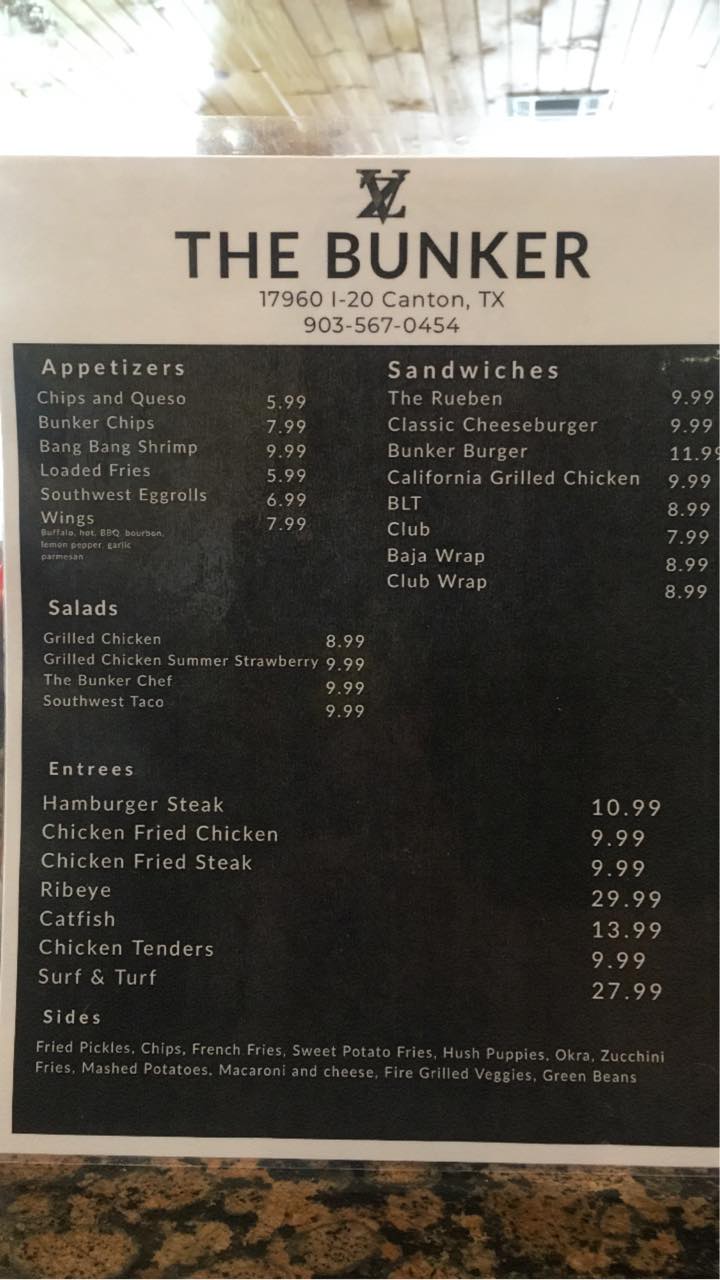 THE BUNKER
17960 I-20 Canton, TX
903-567-0454
Appetizers
Chips and Queso 5.99
Bunker Chips 7.99
Bang Bang Shrimp 9.99
Loaded Fries 5.99
Southwest Eggrolls 6.99
Wings 7.99
Buffalo, hot, BBQ, bourbon,
lemon pepper, garlic
parmesan
Sandwiches
The Rueben 9.99
Classic Cheeseburger 9.99
Bunker Burger 11.99
California Grilled Chicken 9.99
BLT 8.99
Club 7.99
Baja Wrap 8.99
Club Wrap 8.99
Salads
Grilled Chicken 8.99
Grilled Chicken Summer Strawberry 9.99
The Bunker Chef 9.99
Southwest Taco 9.99
Entrees
Hamburger Steak 10.99
Chicken Fried Chicken 9.99
Chicken Fried Steak 9.99
Ribeye 29.99
Catfish 13.99
Chicken Tenders 9.99
Surf & Turf 27.99
Sides
Fried Pickles, Chips, French Fries, Sweet Potato Fries, Hush Puppies, Okra, Zucchini
Fries, Mashed Potatoes, Macaroni and cheese, Fire Grilled Veggies, Green Beans